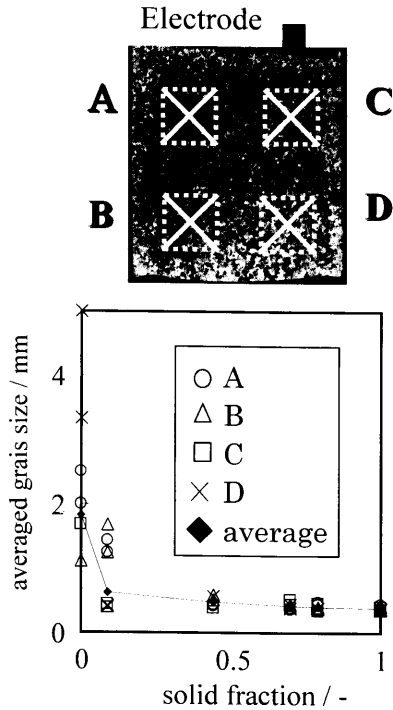 Electrode
A
C
B
D
averaged grais size / mm
4
2
0
A
B
C
D
average
0
0.5
1
solid fraction / -